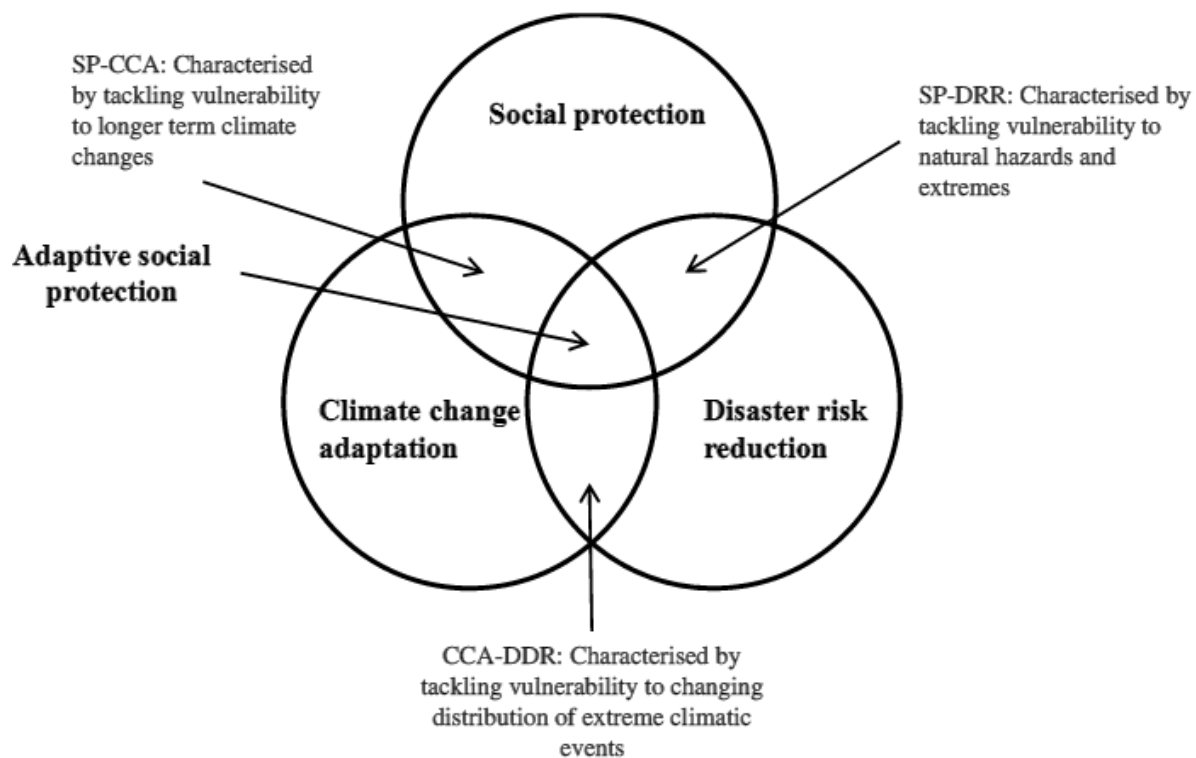 SP-CCA: Characterised
by tackling vulnerability
to longer term climate
changes
Social protection
SP-DRR: Characterised by
tackling vulnerability to
natural hazards and
extremes
Adaptive social
protection
Climate change
adaptation
Disaster risk
reduction
CCA-DDR: Characterised by
tackling vulnerability to changing
distribution of extreme climatic
events